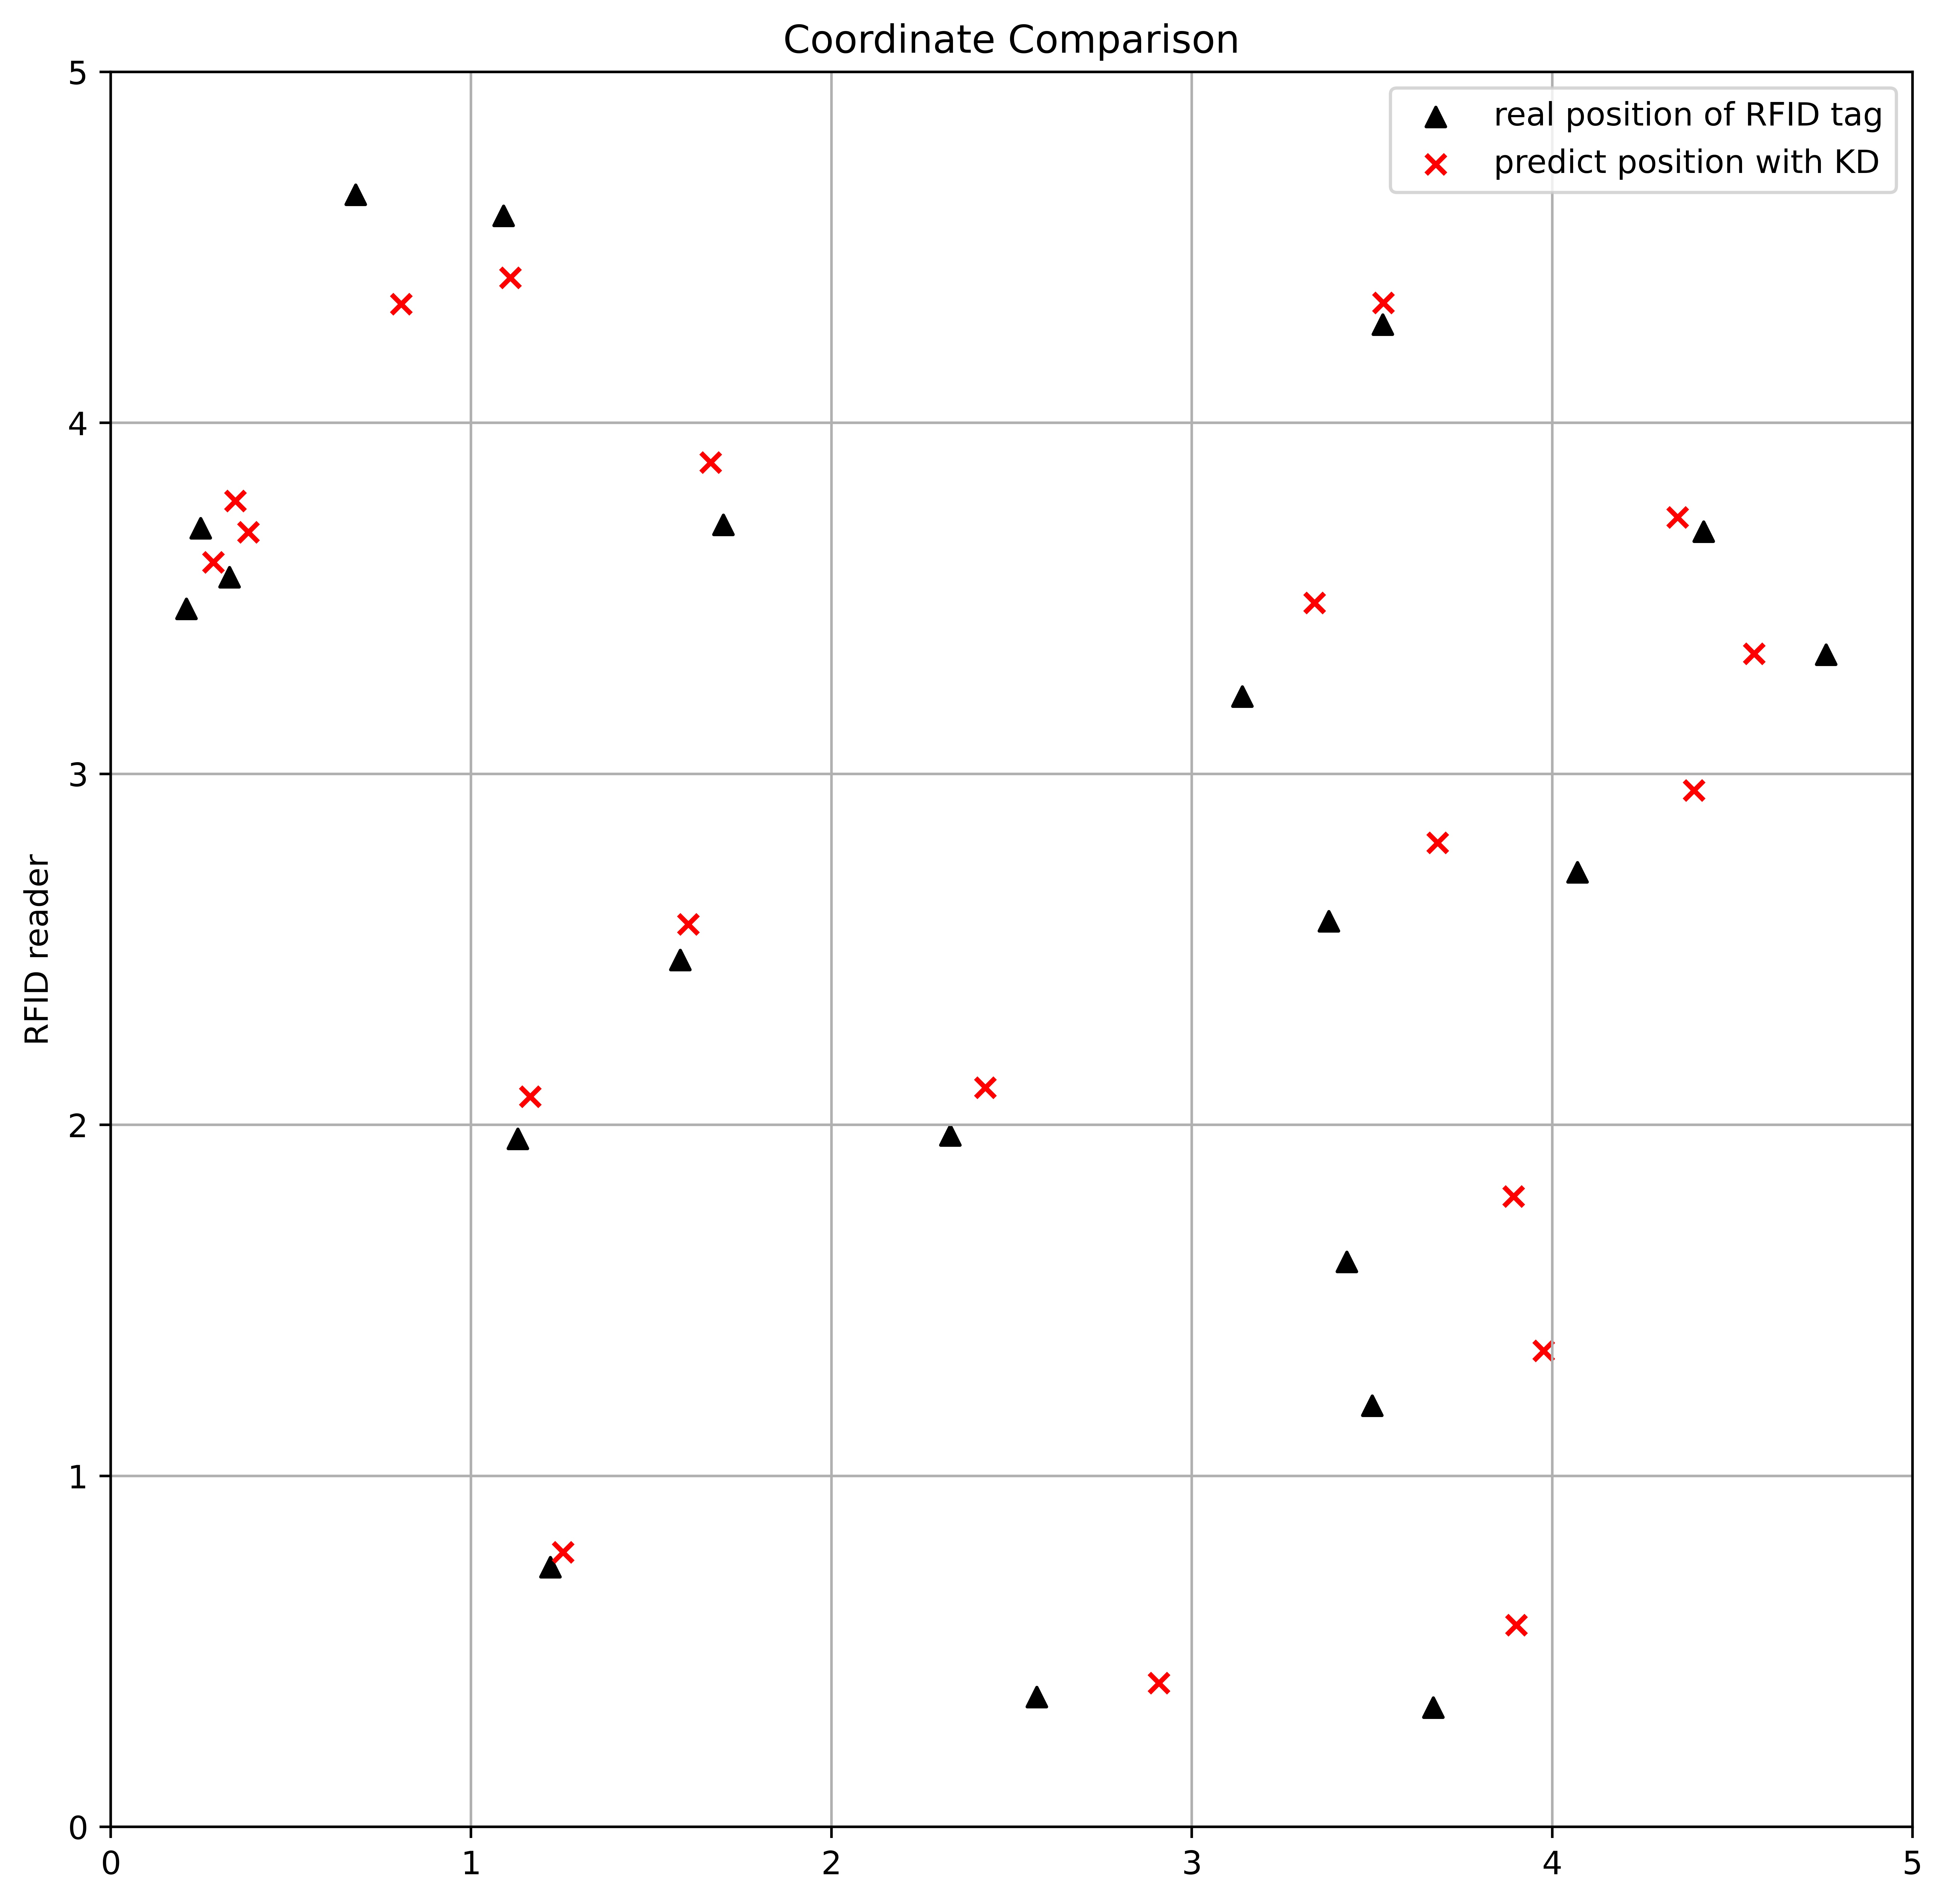 Coordinate Comparison
real position of RFID tag
predict position with KD
RFID reader
5
4
3
2
1
0
0 1 2 3 4 5